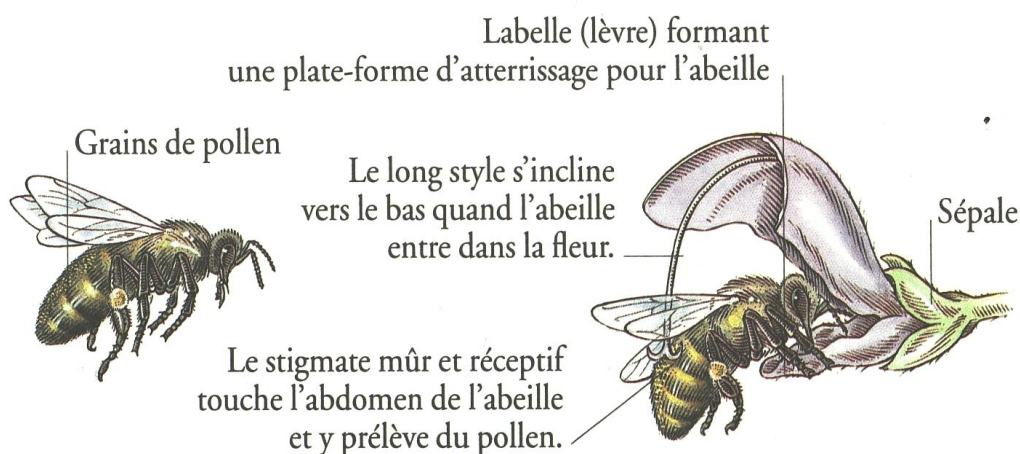 Labelle (lèvre) formant
une plate-forme d’atterrissage pour l’abeille
Grains de pollen
Le long style s’incline
vers le bas quand l’abeille
entre dans la fleur.
Sépale
Le stigmate mûr et réceptif
touche l’abdomen de l’abeille
et y prélève du pollen.